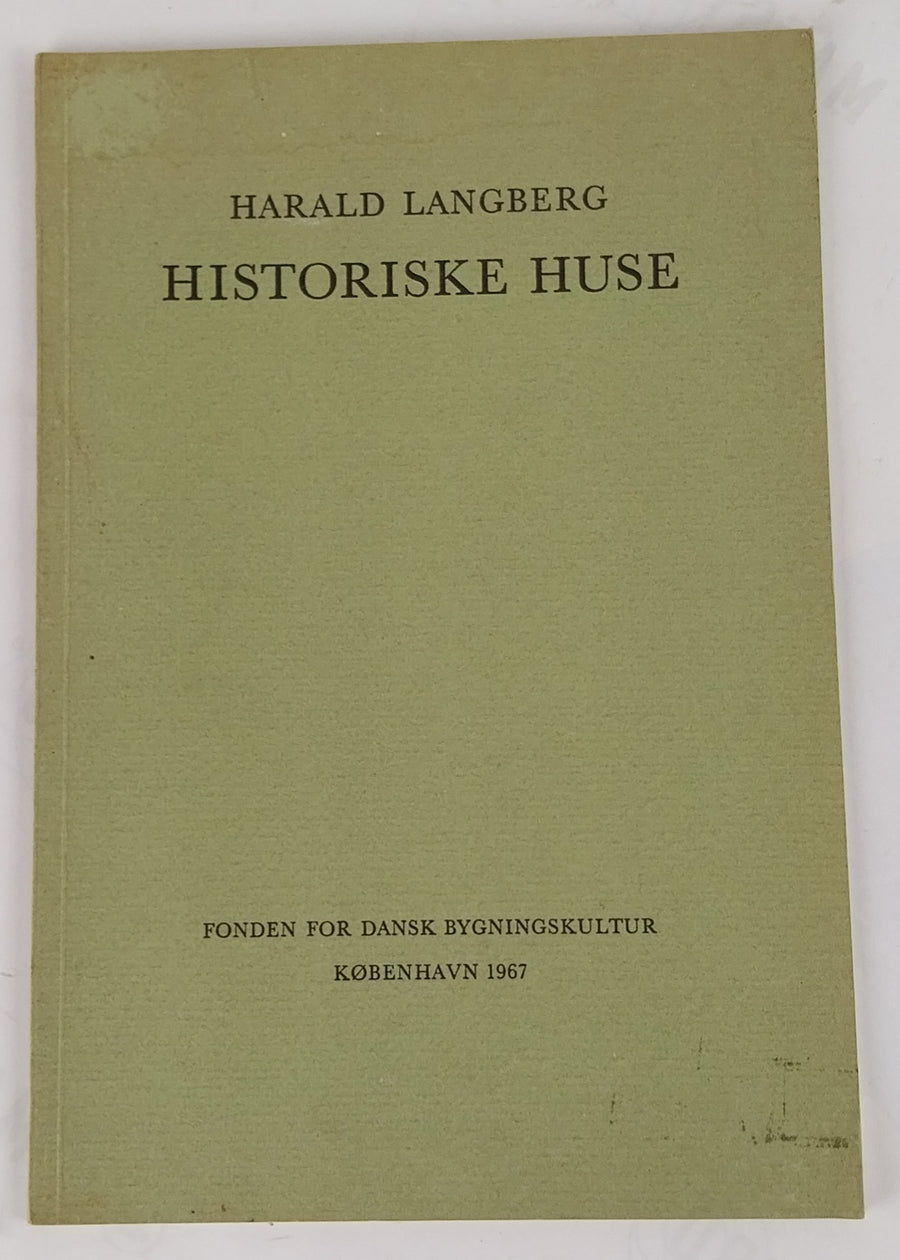 HARALD LANGBERG
HISTORISKE HUSE
FONDEN FOR DANSK BYGNINGSKULTUR
KØBENHAVN 1967